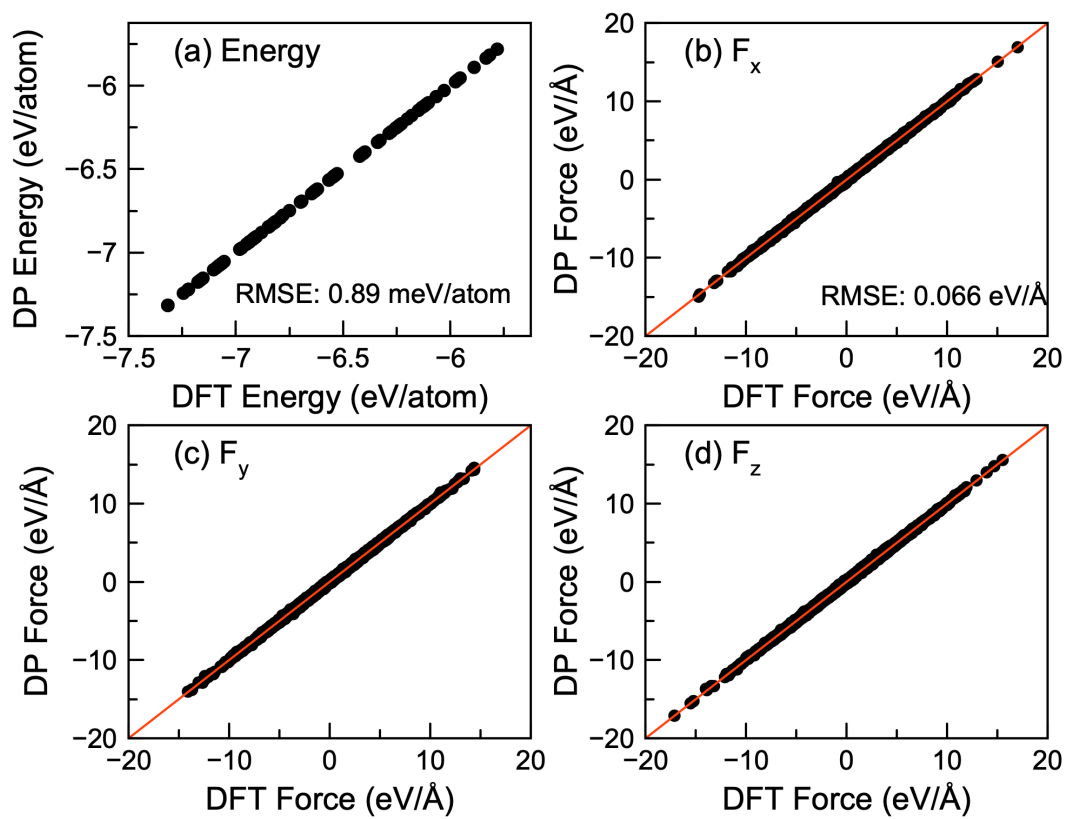 (a) Energy
DP Energy (eV/atom)
−6
−6.5
−7
−7.5
RMSE: 0.89 meV/atom
−7.5
−7
−6.5
−6
DFT Energy (eV/atom)
(b) Fx
DP Force (eV/Å)
20
10
0
−10
−20
RMSE: 0.066 eV/Å
−20
−10
0
10
20
DFT Force (eV/Å)
(c) Fy
DP Force (eV/Å)
20
10
0
−10
−20
−20
−10
0
10
20
DFT Force (eV/Å)
(d) Fz
DP Force (eV/Å)
20
10
0
−10
−20
−20
−10
0
10
20
DFT Force (eV/Å)